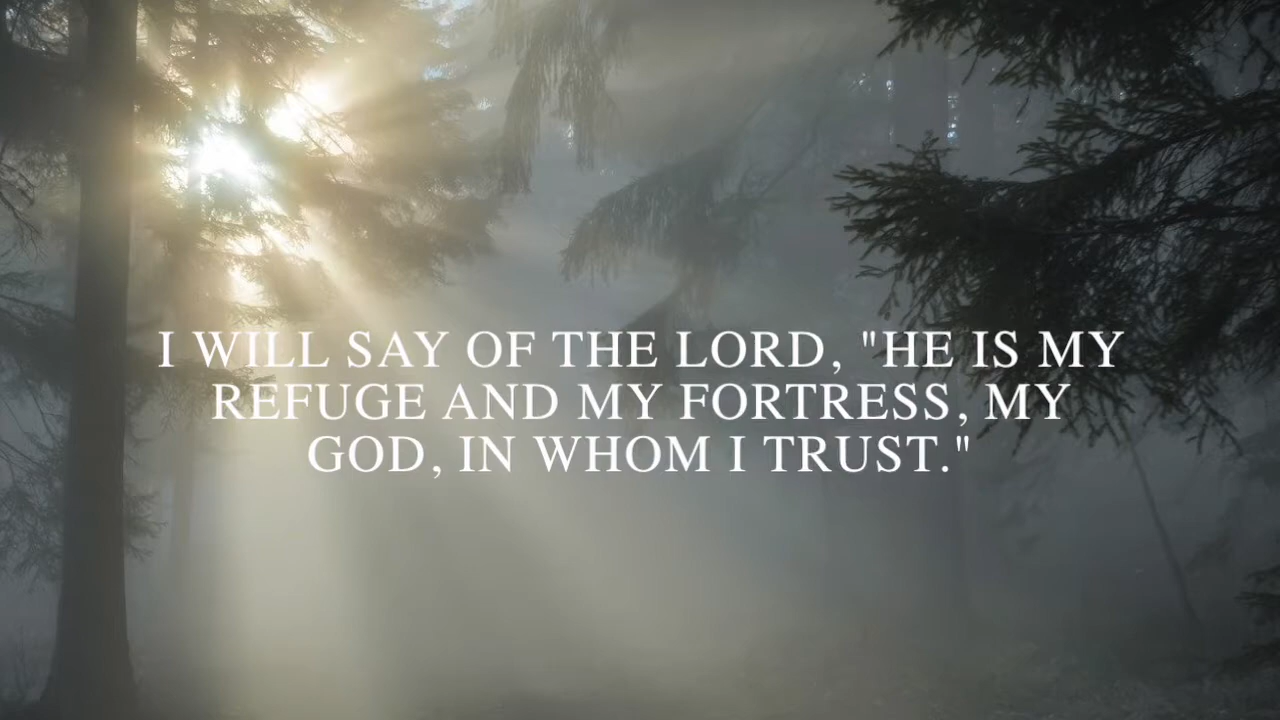 I WILL SAY OF THE LORD, "HE IS MY
REFUGE AND MY FORTRESS, MY
GOD, IN WHOM I TRUST."